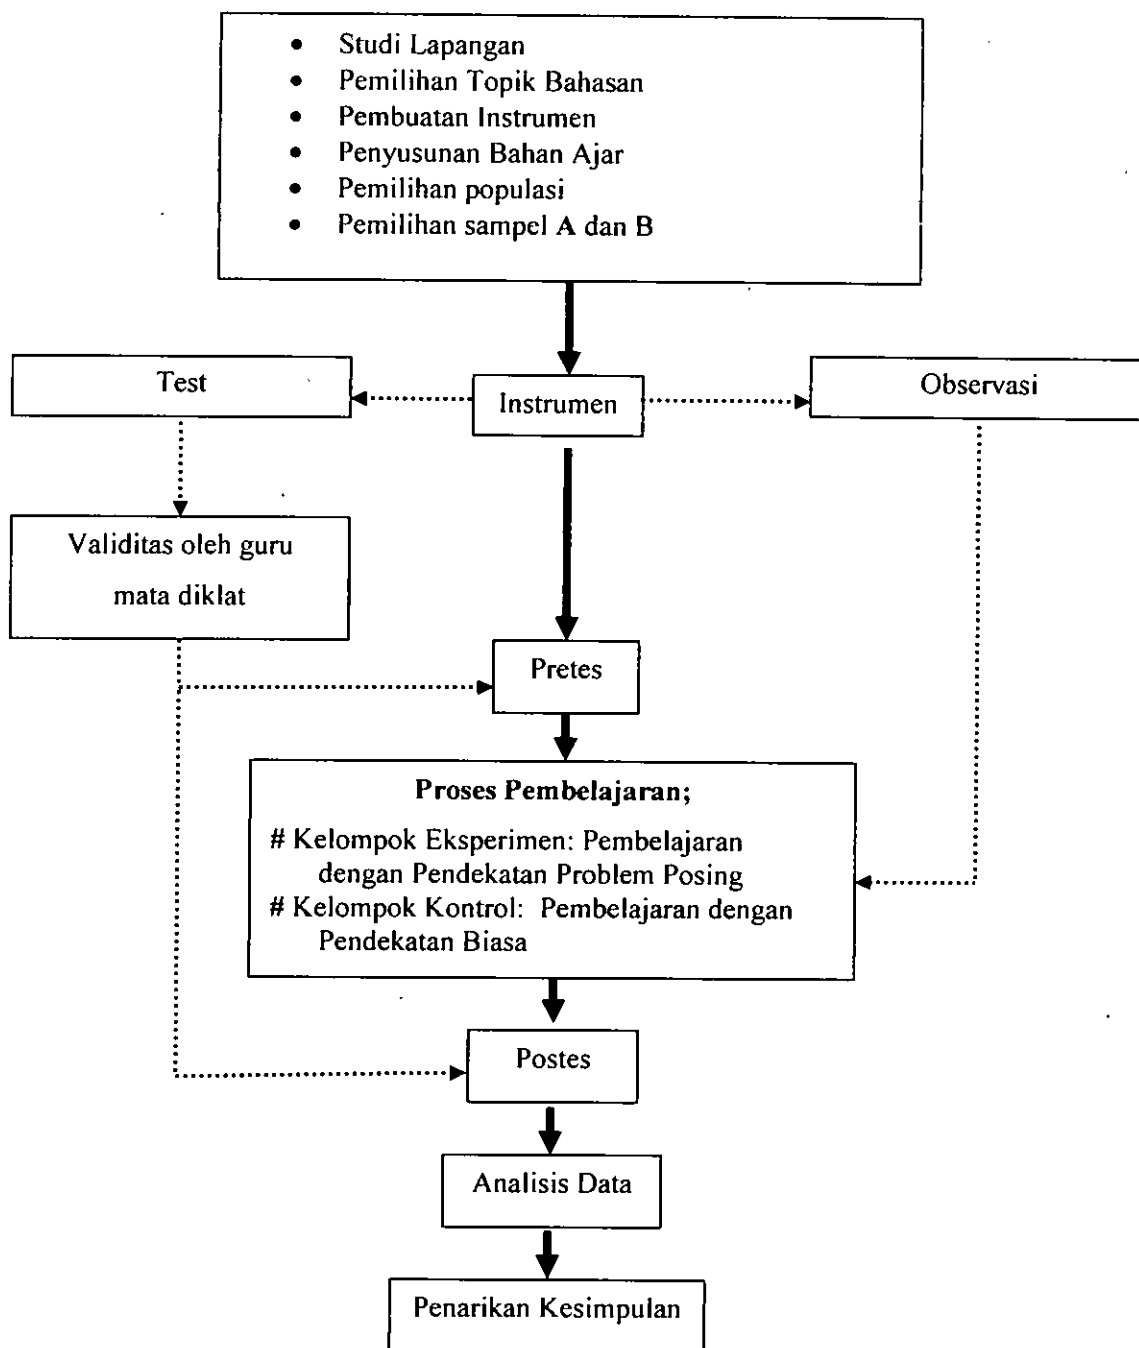 • Studi Lapangan
• Pemilihan Topik Bahasan
• Pembuatan Instrumen
• Penyusunan Bahan Ajar
• Pemilihan populasi
• Pemilihan sampel A dan B
Test
Instrumen
Observasi
Validitas oleh guru
mata diklat
Pretes
Proses Pembelajaran;
# Kelompok Eksperimen: Pembelajaran
dengan Pendekatan Problem Posing
# Kelompok Kontrol: Pembelajaran dengan
Pendekatan Biasa
Postes
Analisis Data
Penarikan Kesimpulan